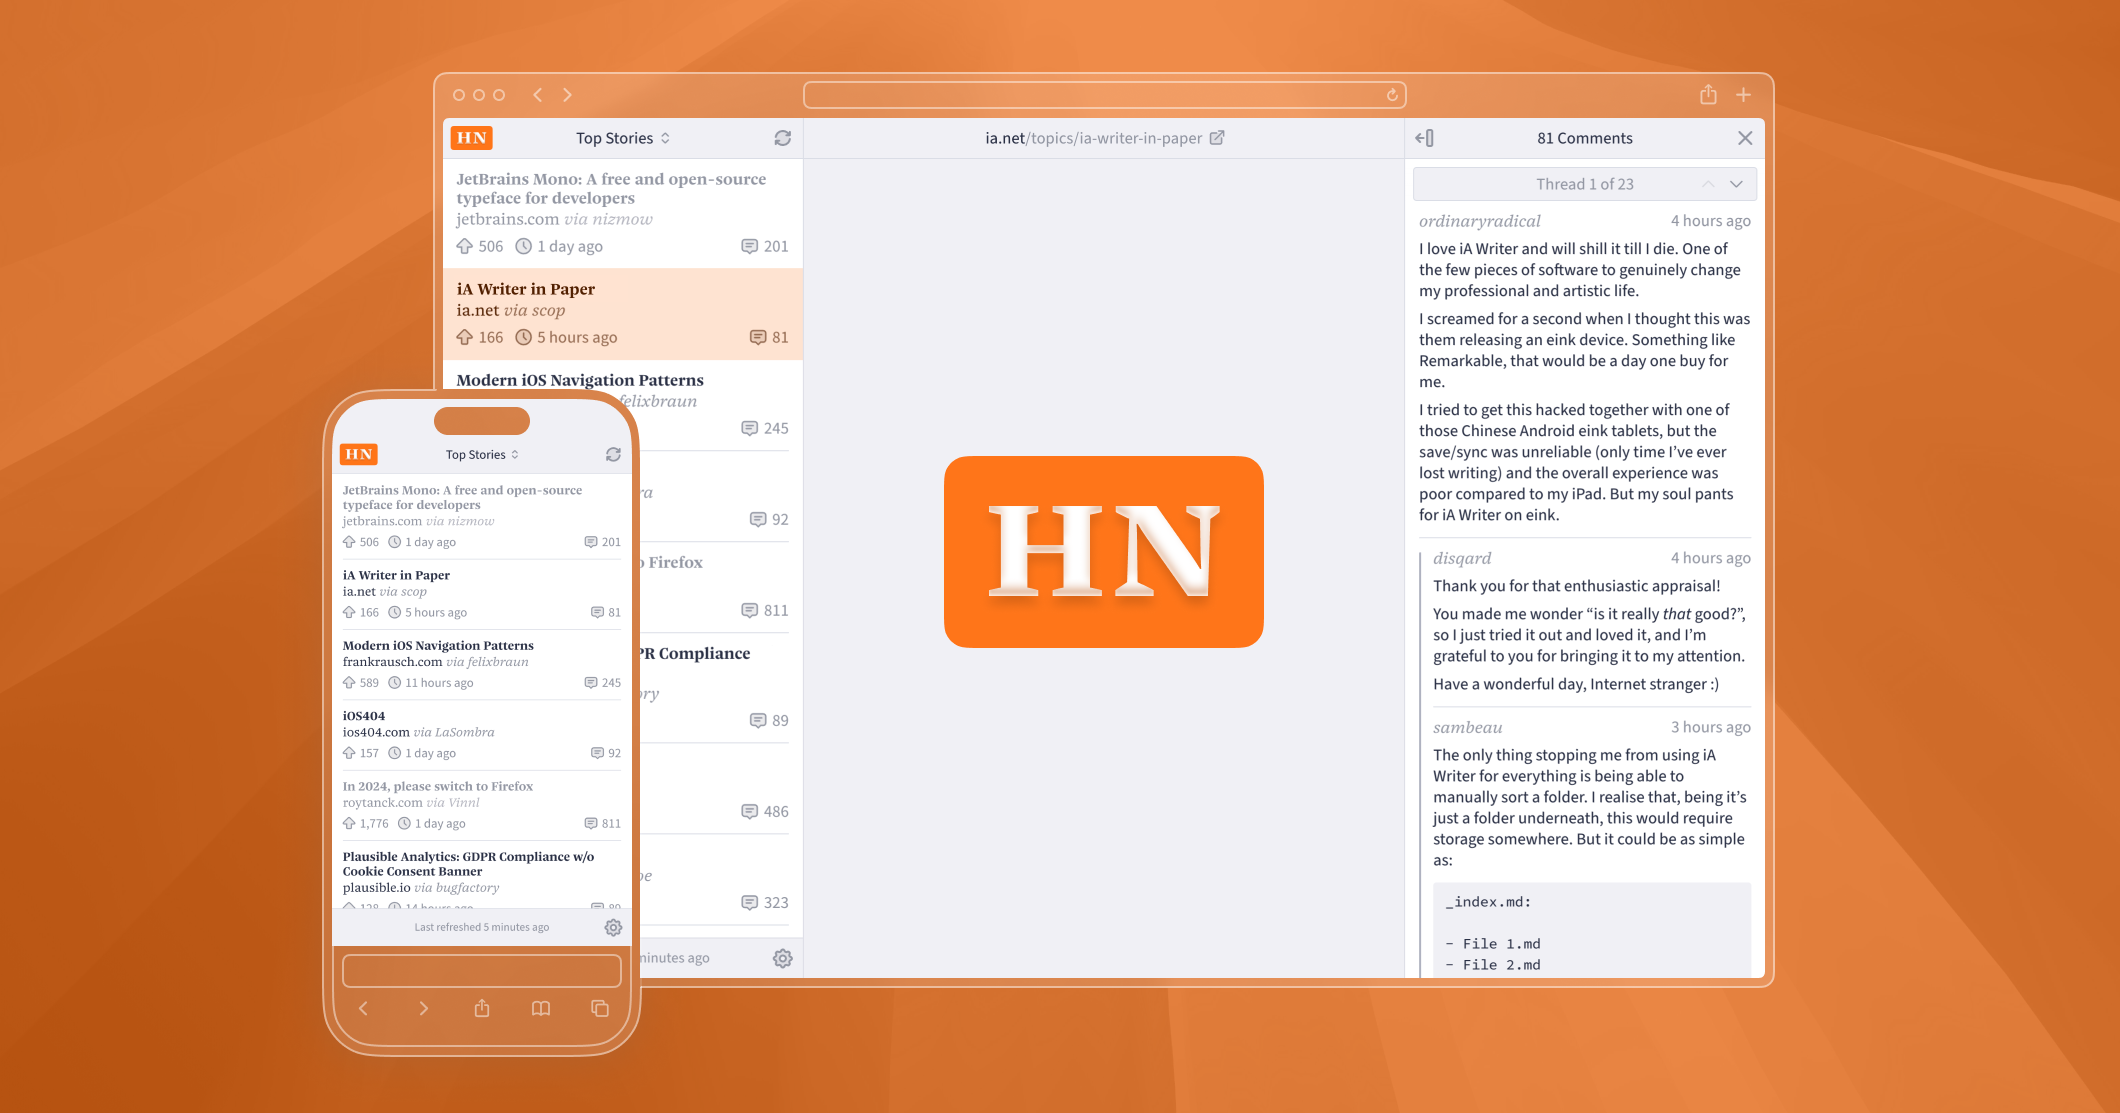 HN
Top Stories
ia.net/topics/ia-writer-in-paper
81 Comments
JetBrains Mono: A free and open-source
typeface for developers
jetbrains.com via nizmow
506 1 day ago 201
iA Writer in Paper
ia.net via scop
166 5 hours ago 81
Modern iOS Navigation Patterns
felixbraun
245
ra
92
o Firefox
811
PR Compliance
ory
89
486
oe
323
minutes ago
HN
Thread 1 of 23
ordinaryradical 4 hours ago
I love iA Writer and will shill it till I die. One of
the few pieces of software to genuinely change
my professional and artistic life.
I screamed for a second when I thought this was
them releasing an eink device. Something like
Remarkable, that would be a day one buy for
me.
I tried to get this hacked together with one of
those Chinese Android eink tablets, but the
save/sync was unreliable (only time I’ve ever
lost writing) and the overall experience was
poor compared to my iPad. But my soul pants
for iA Writer on eink.
disqard 4 hours ago
Thank you for that enthusiastic appraisal!
You made me wonder “is it really that good?”,
so I just tried it out and loved it, and I’m
grateful to you for bringing it to my attention.
Have a wonderful day, Internet stranger :)
sambeau 3 hours ago
The only thing stopping me from using iA
Writer for everything is being able to
manually sort a folder. I realise that, being it’s
just a folder underneath, this would require
storage somewhere. But it could be as simple
as:
_index.md:
- File 1.md
- File 2.md
HN
Top Stories
JetBrains Mono: A free and open-source
typeface for developers
jetbrains.com via nizmow
506 1 day ago 201
iA Writer in Paper
ia.net via scop
166 5 hours ago 81
Modern iOS Navigation Patterns
frankrausch.com via felixbraun
589 11 hours ago 245
iOS404
ios404.com via LaSombra
157 1 day ago 92
In 2024, please switch to Firefox
roytanck.com via Vinnl
1,776 1 day ago 811
Plausible Analytics: GDPR Compliance w/o
Cookie Consent Banner
plausible.io via bugfactory
128 14 hours ago 89
Last refreshed 5 minutes ago